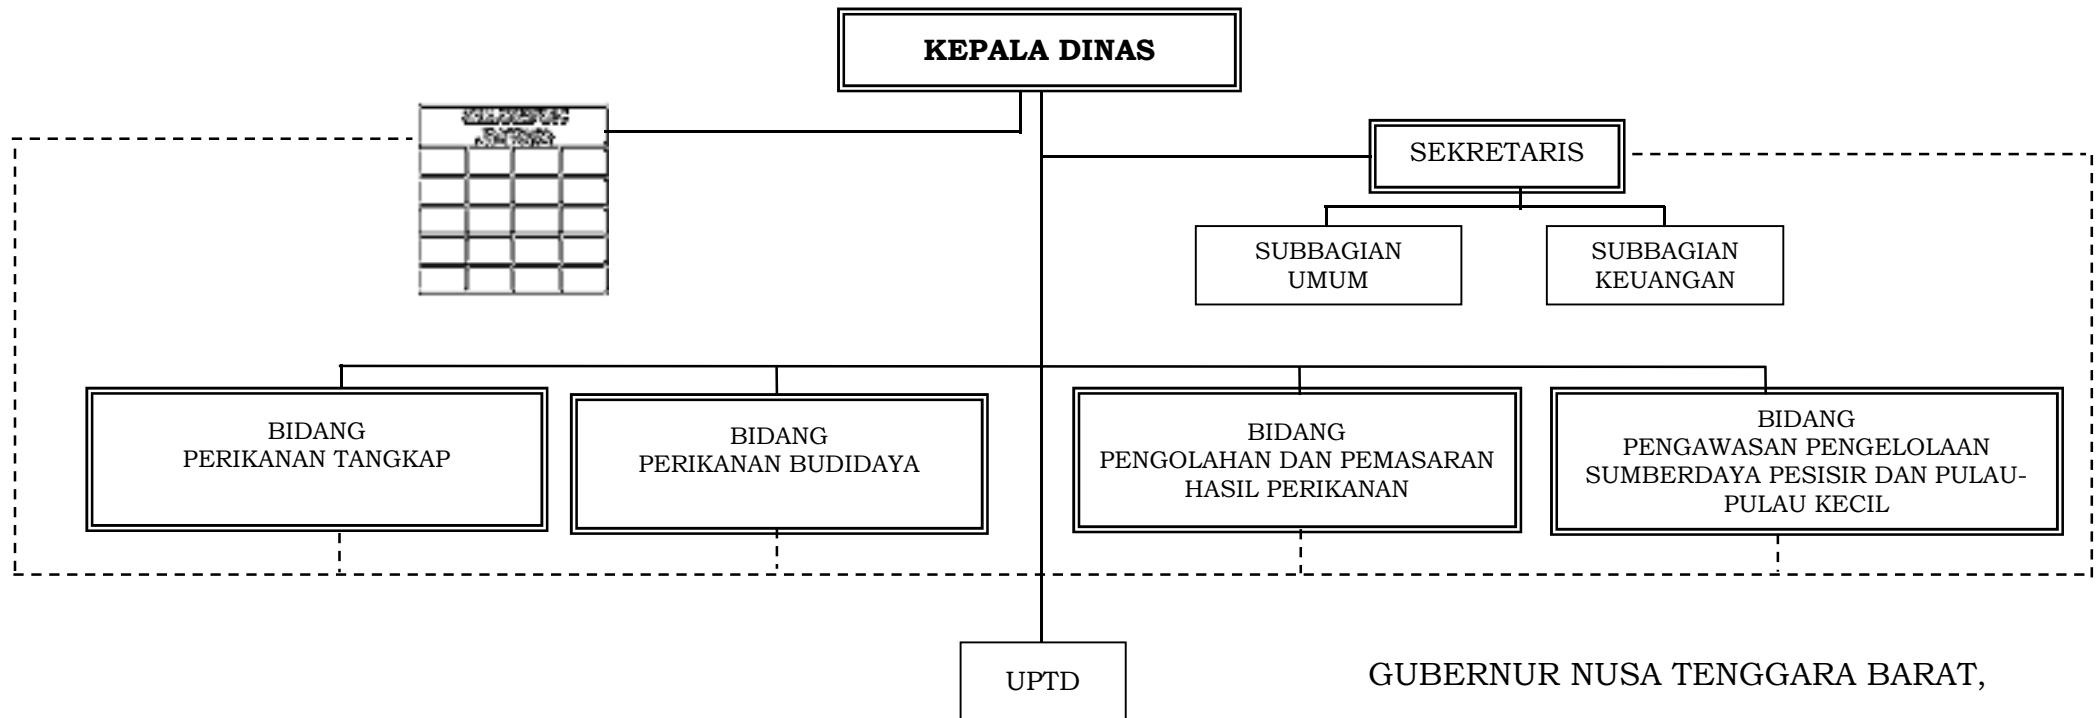 KEPALA DINAS
SEKRETARIS
SUBBAGIAN
UMUM
SUBBAGIAN
KEUANGAN
BIDANG
PERIKANAN TANGKAP
BIDANG
PERIKANAN BUDIDAYA
BIDANG
PENGOLAHAN DAN PEMASARAN
HASIL PERIKANAN
BIDANG
PENGAWASAN PENGELOLAAN
SUMBERDAYA PESISIR DAN PULAU-
PULAU KECIL
UPTD
GUBERNUR NUSA TENGGARA BARAT,